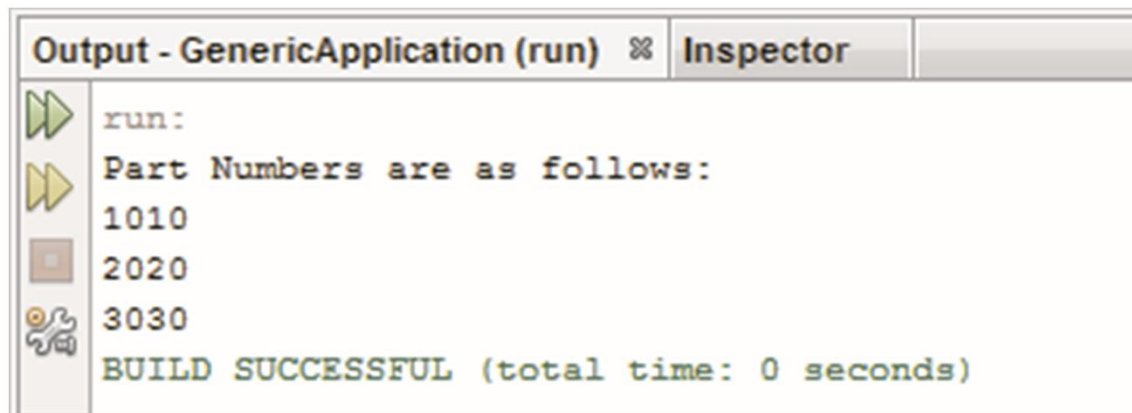 Output - GenericApplication (run) Inspector
run:
Part Numbers are as follows:
1010
2020
3030
BUILD SUCCESSFUL (total time: 0 seconds)